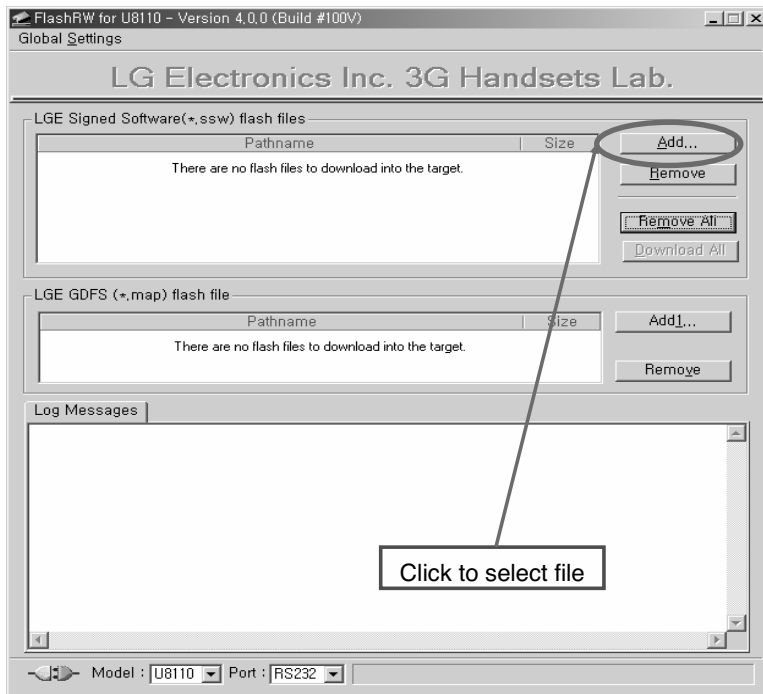 FlashRW for U8110 - Version 4,0,0 (Build #100V)
Global Settings
LG Electronics Inc. 3G Handsets Lab.
LGE Signed Software(*,ssw) flash files
Pathname Size
There are no flash files to download into the target.
Add...
Remove
Remove All
Download All
LGE GDFS (*,map) flash file
Pathname Size
There are no flash files to download into the target.
Add1...
Remove
Log Messages
Click to select file
Model : U8110 Port : RS232